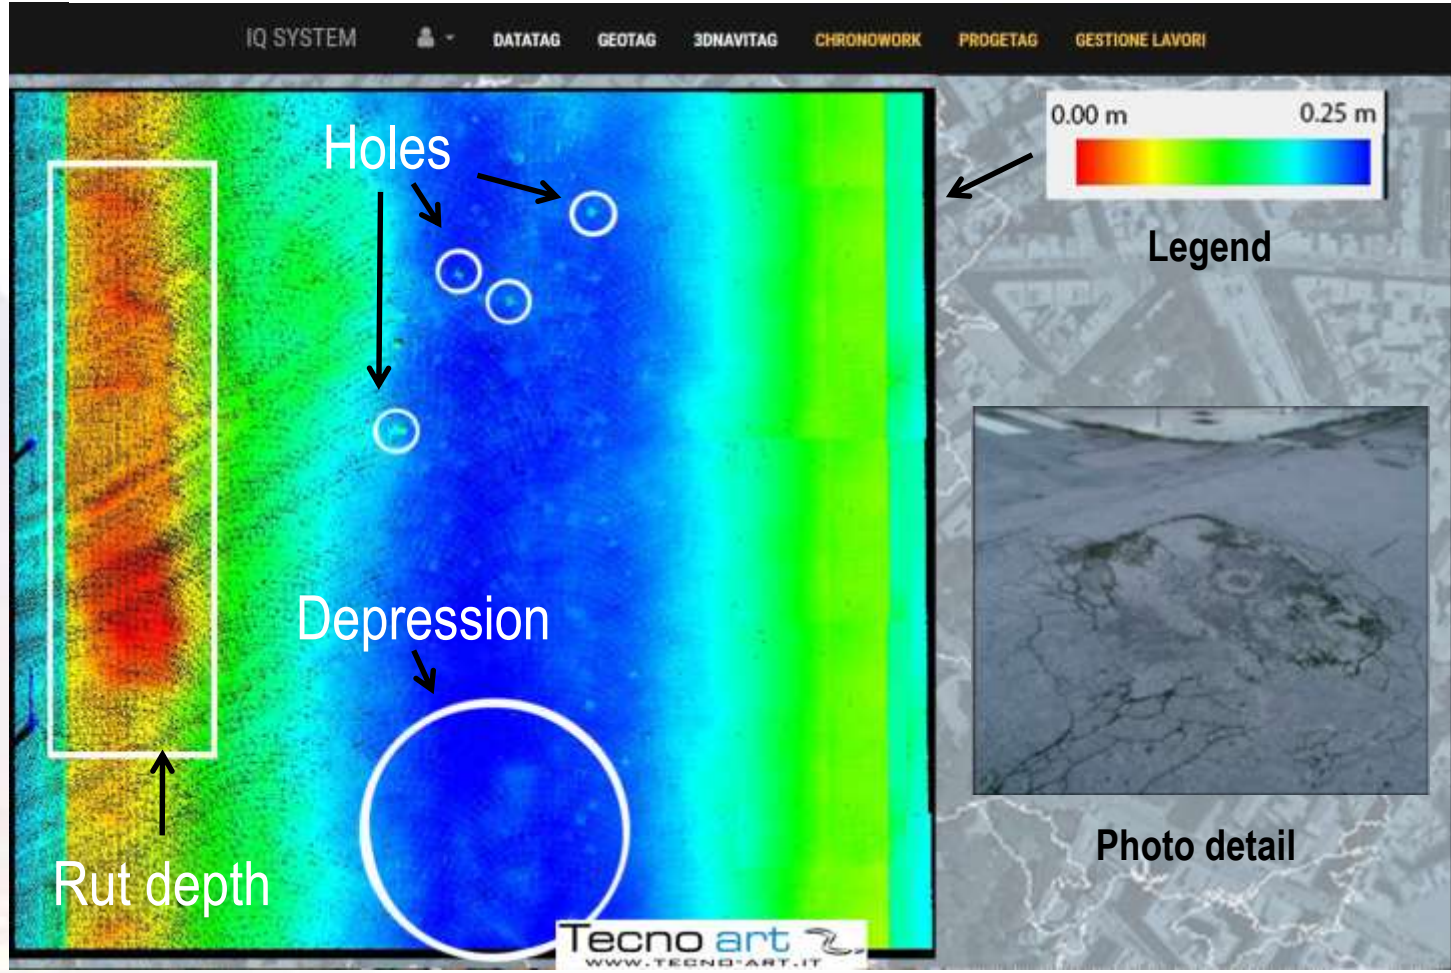 IQ SYSTEM
DATATAG
GEOTAG
3DNAVITAG
CHRONOWORK
PROGETAG
GESTIONE LAVORI
0.00 m
0.25 m
Holes
Legend
Depression
Photo detail
Rut depth
Tecno art
WWW.TECNO-ART.IT